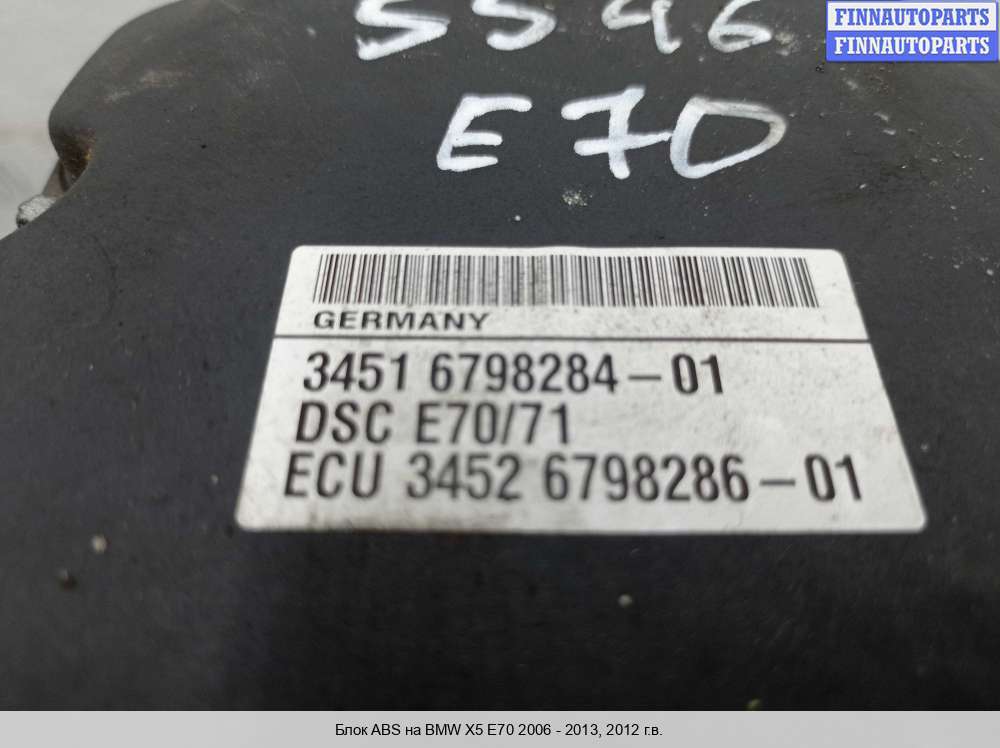 FINNAUTOPARTS
FINNAUTOPARTS
5546
E70
GERMANY
3451 6798284-01
DSC E70/71
ECU 3452 6798286-01
Блок ABS на BMW X5 E70 2006 - 2013, 2012 г.в.